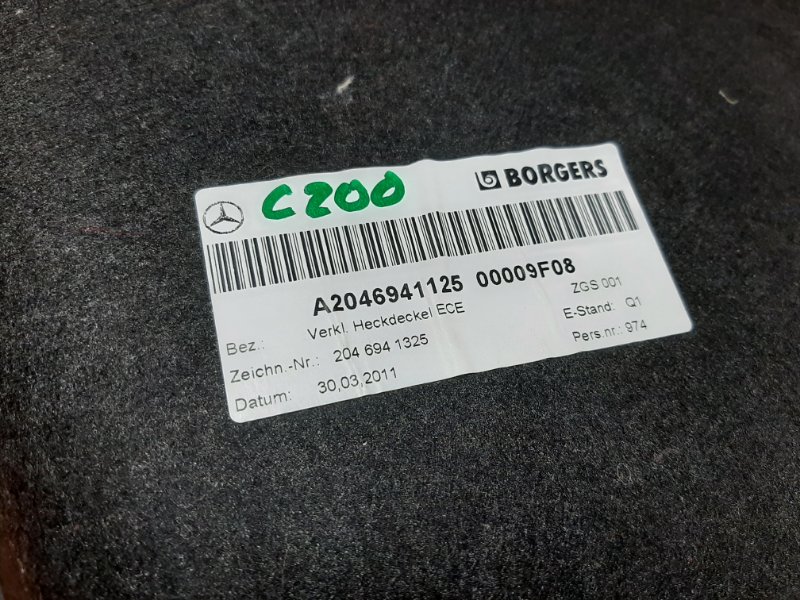 C200 BORGERS
A2046941125 00009F08
Bez.: Verkl. Heckdeckel ECE ZGS 001
Zeichn.-Nr.: 204 694 1325 E-Stand: Q1
Datum: 30,03,2011 Pers.nr.: 974